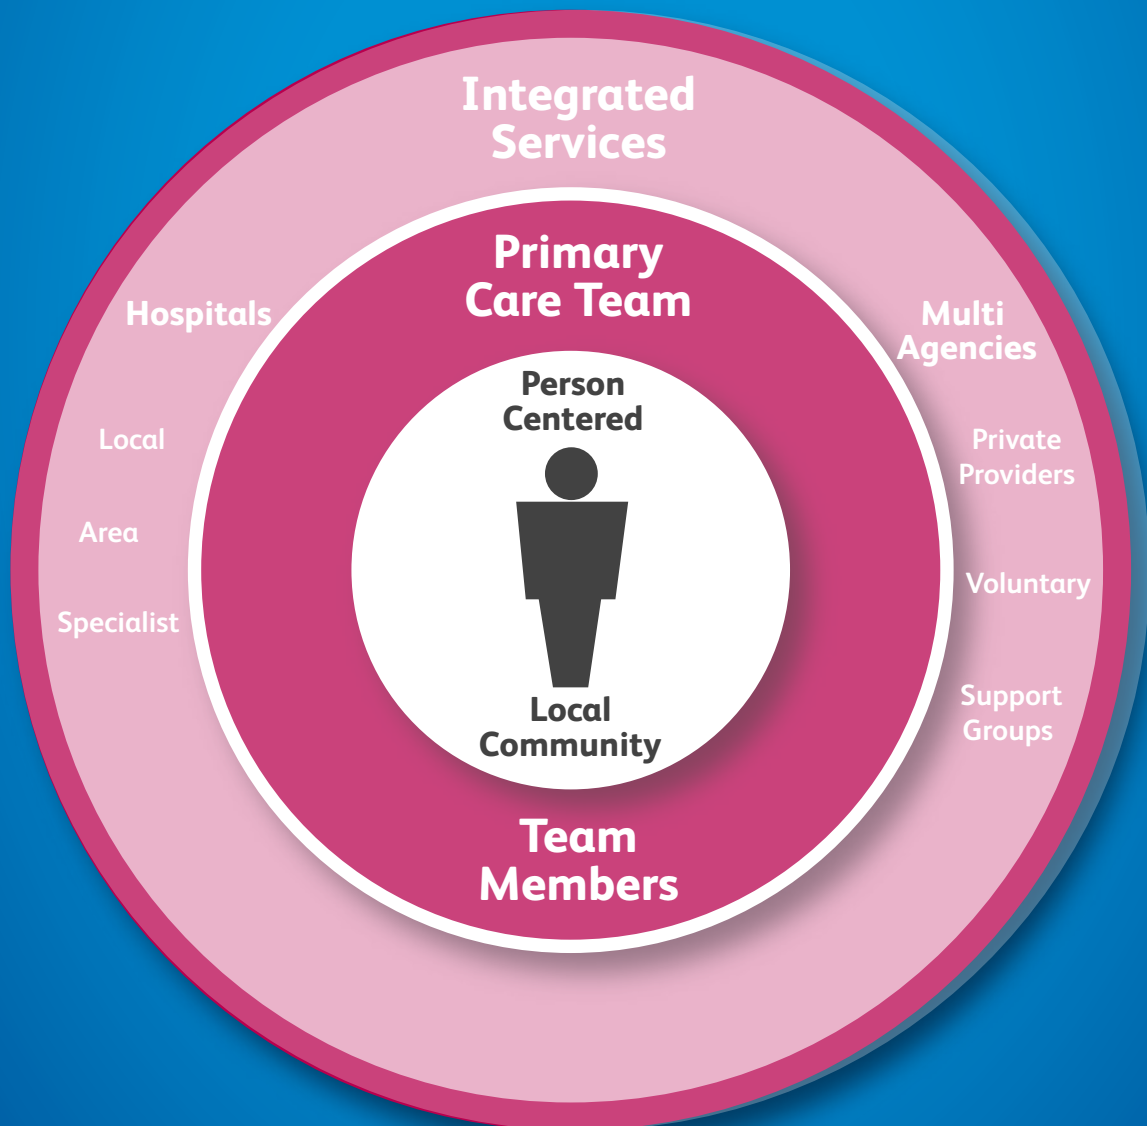 Integrated
Services
Primary
Care Team
Hospitals
Local
Area
Specialist
Multi
Agencies
Private
Providers
Voluntary
Support
Groups
Person
Centered
Local
Community
Team
Members